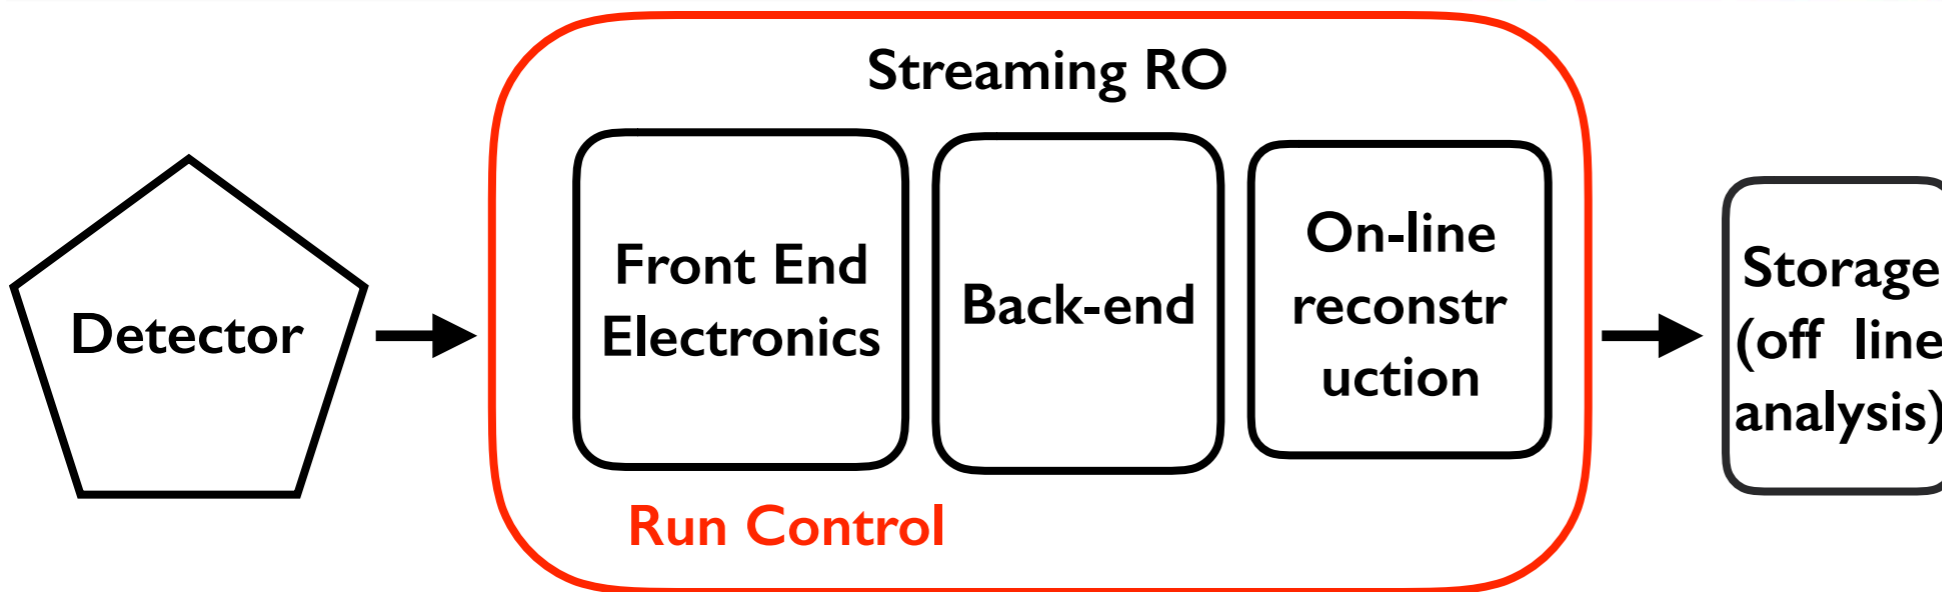 Streaming RO
Detector
Front End
Electronics
Back-end
On-line
reconstr
uction
Storage
(off line
analysis)
Run Control